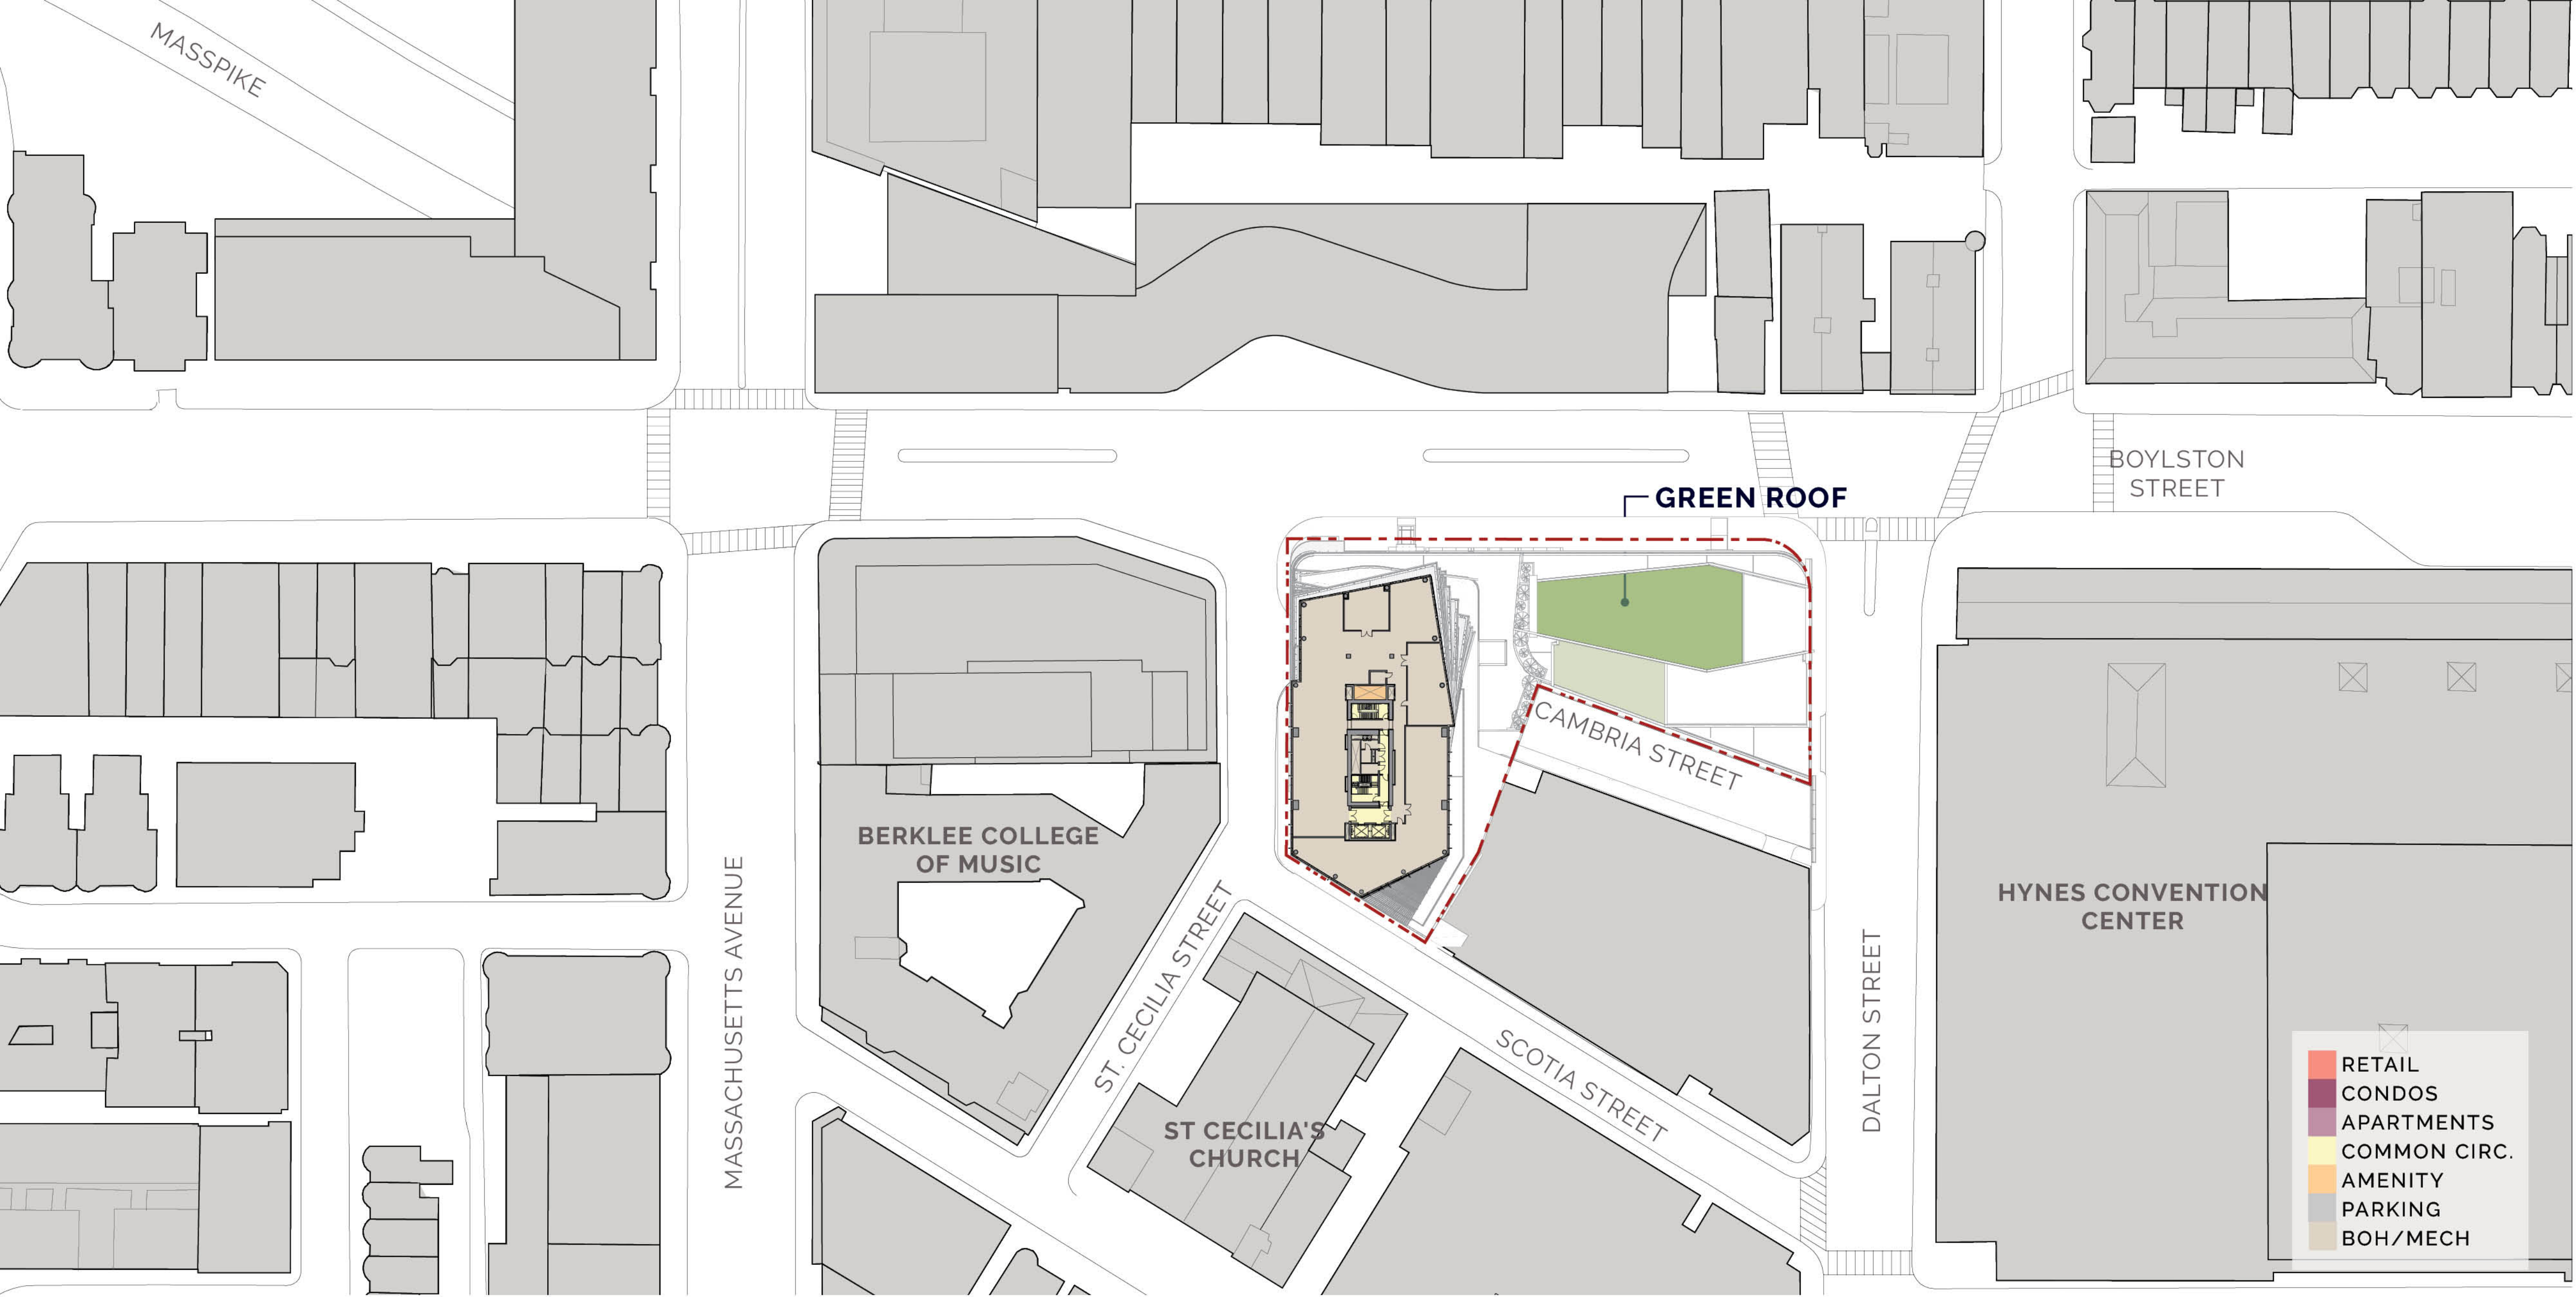 MASSPIKE
BOYLSTON
STREET
GREEN ROOF
CAMBRIA STREET
BERKLEE COLLEGE
OF MUSIC
MASSACHUSETTS AVENUE
ST. CECILIA STREET
HYNES CONVENTION
CENTER
DALTON STREET
SCOTIA STREET
ST CECILIA'S
CHURCH
RETAIL
CONDOS
APARTMENTS
COMMON CIRC.
AMENITY
PARKING
BOH/MECH